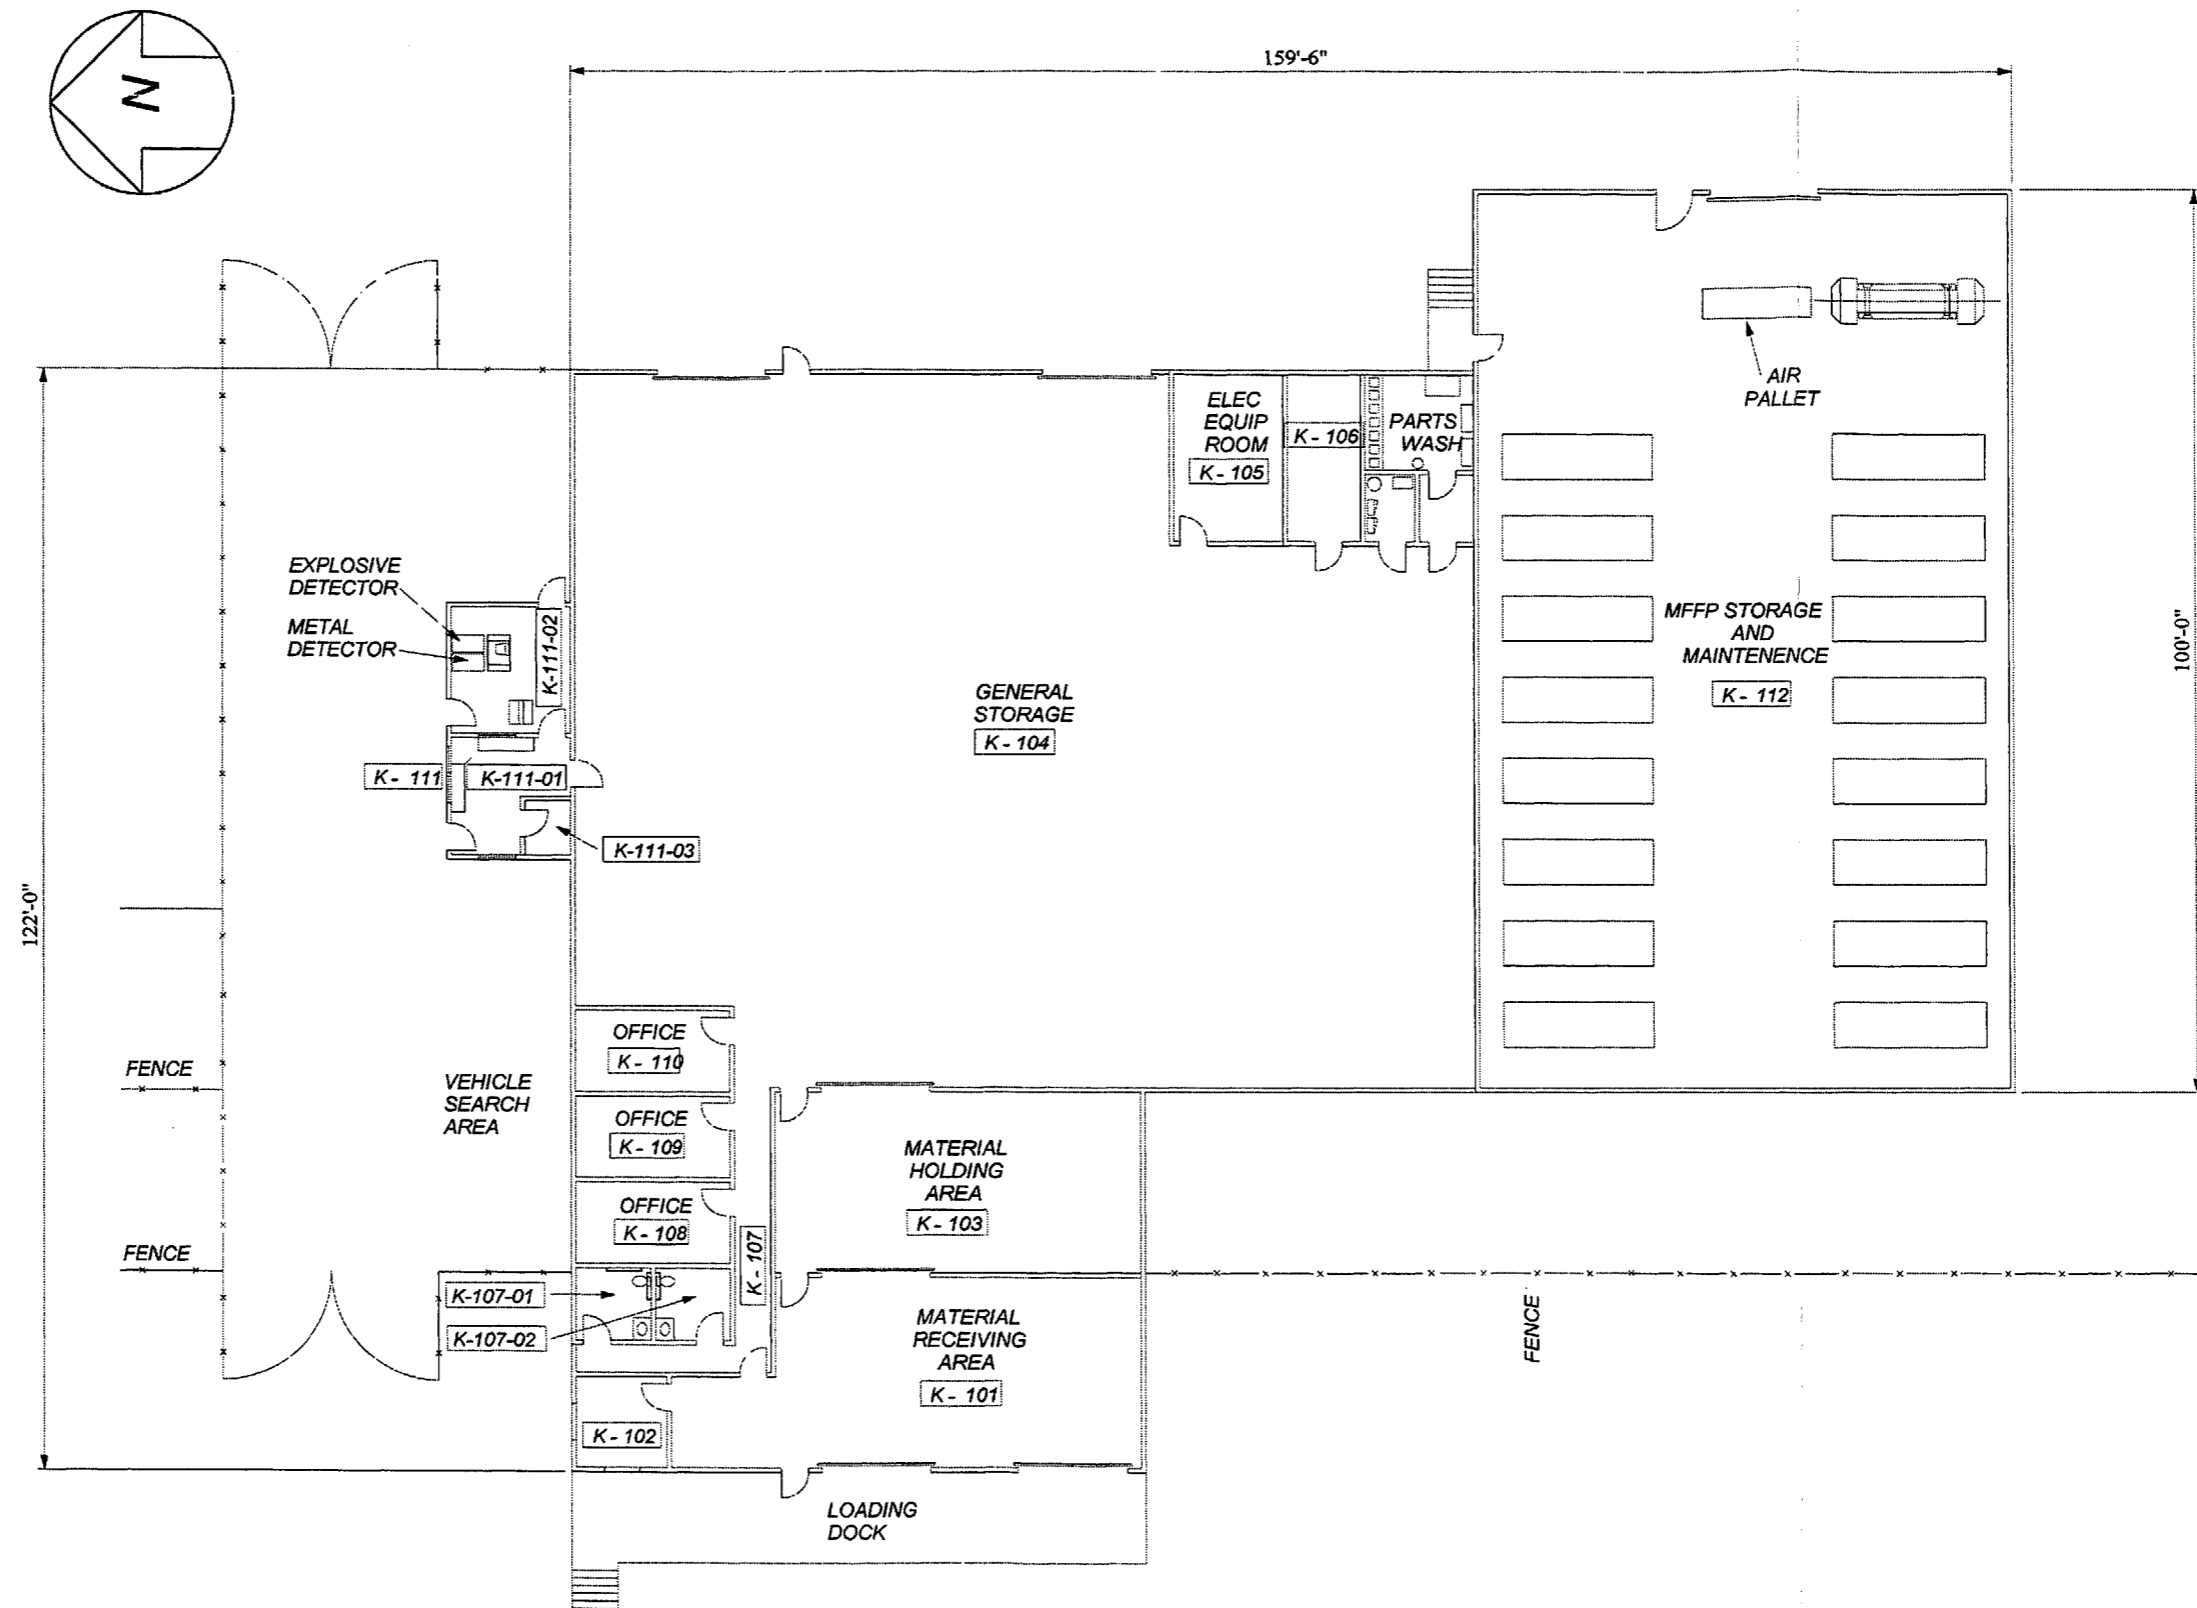 N
159'-6"
ELEC
EQUIP
ROOM
K - 105
K - 106
PARTS
WASH
AIR
PALLET
EXPLOSIVE
DETECTOR
METAL
DETECTOR
K-111-02
MFFP STORAGE
AND
MAINTENENCE
K - 112
100'-0"
GENERAL
STORAGE
K - 104
K - 111
K-111-01
K-111-03
122'-0"
OFFICE
K - 110
FENCE
VEHICLE
SEARCH
AREA
OFFICE
K - 109
MATERIAL
HOLDING
AREA
K - 103
OFFICE
K - 108
K - 107
FENCE
K-107-01
K-107-02
MATERIAL
RECEIVING
AREA
K - 101
FENCE
K - 102
LOADING
DOCK